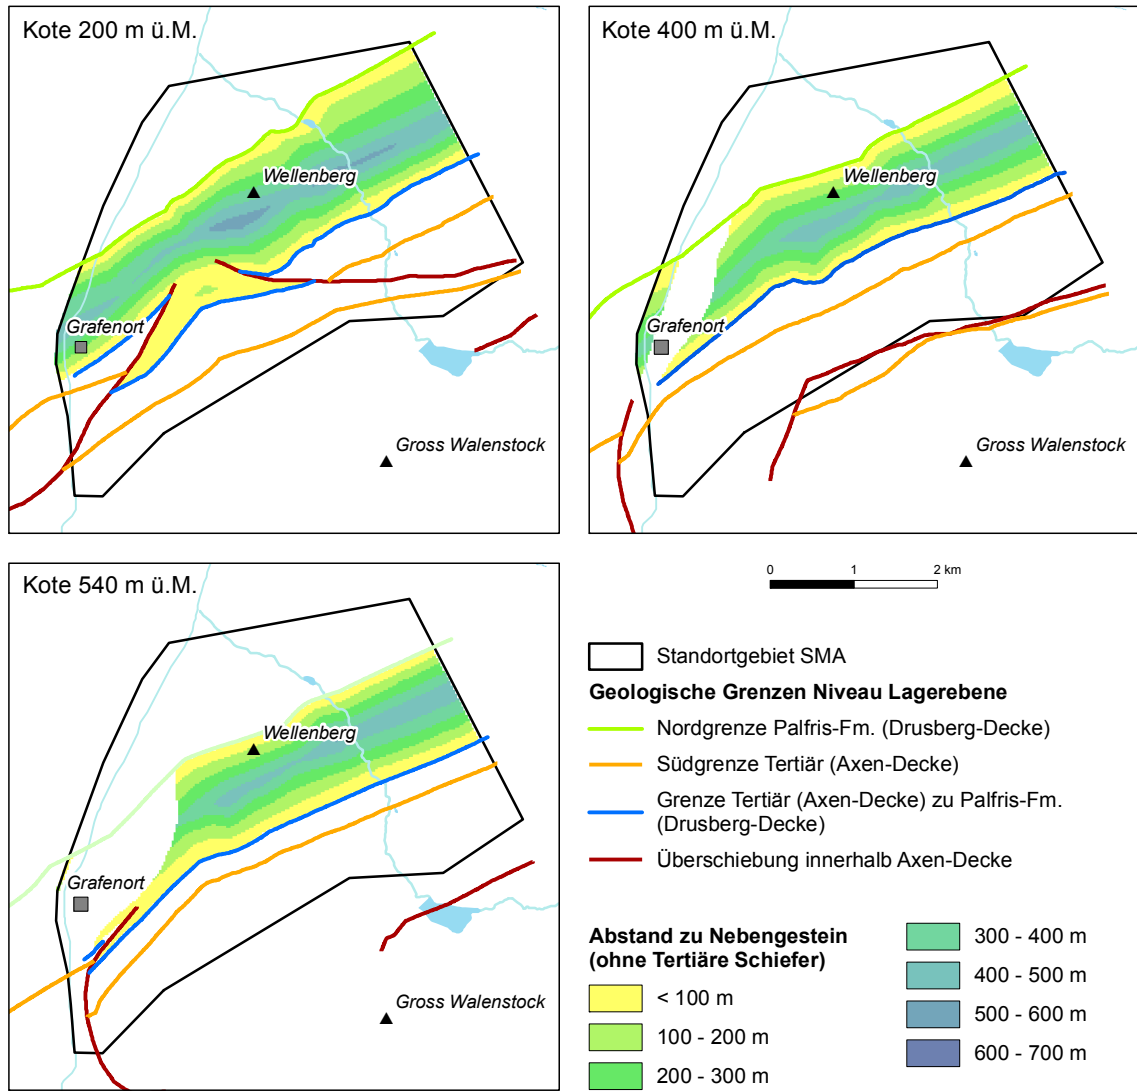 Kote 200 m ü.M.
Wellenberg
Grafenort
Gross Walenstock
Kote 400 m ü.M.
Wellenberg
Grafenort
Gross Walenstock
Kote 540 m ü.M.
Wellenberg
Grafenort
Gross Walenstock
0 1 2 km
Standortgebiet SMA
Geologische Grenzen Niveau Lagerebene
Nordgrenze Palfris-Fm. (Drusberg-Decke)
Südgrenze Tertiär (Axen-Decke)
Grenze Tertiär (Axen-Decke) zu Palfris-Fm.
(Drusberg-Decke)
Überschiebung innerhalb Axen-Decke
Abstand zu Nebengestein
(ohne Tertiäre Schiefer)
< 100 m
100 - 200 m
200 - 300 m
300 - 400 m
400 - 500 m
500 - 600 m
600 - 700 m